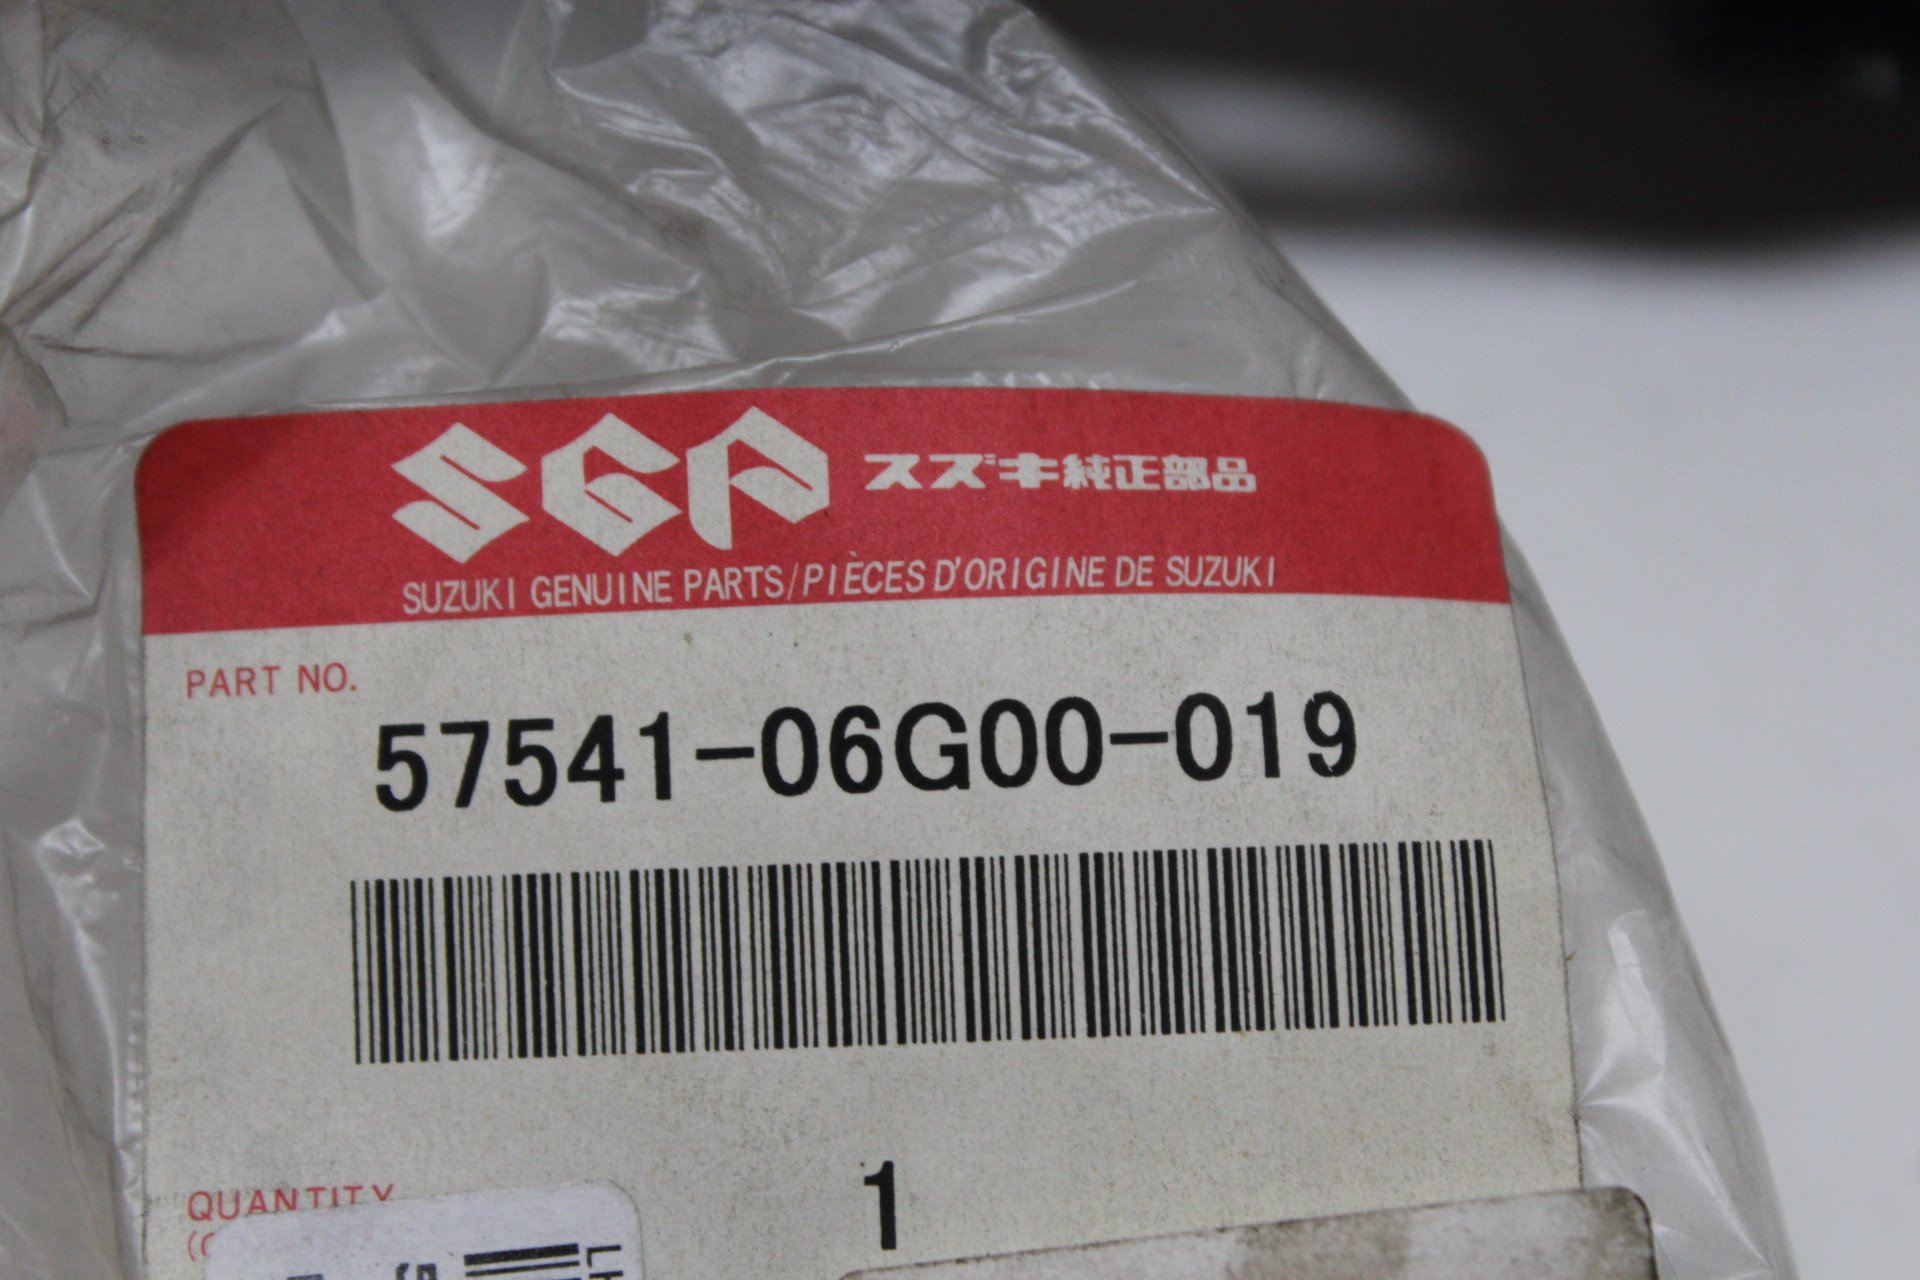 SGP スズキ純正部品
SUZUKI GENUINE PARTS/PIÈCES D'ORIGINE DE SUZUKI
PART NO.
57541-06G00-019
QUANTITY
1